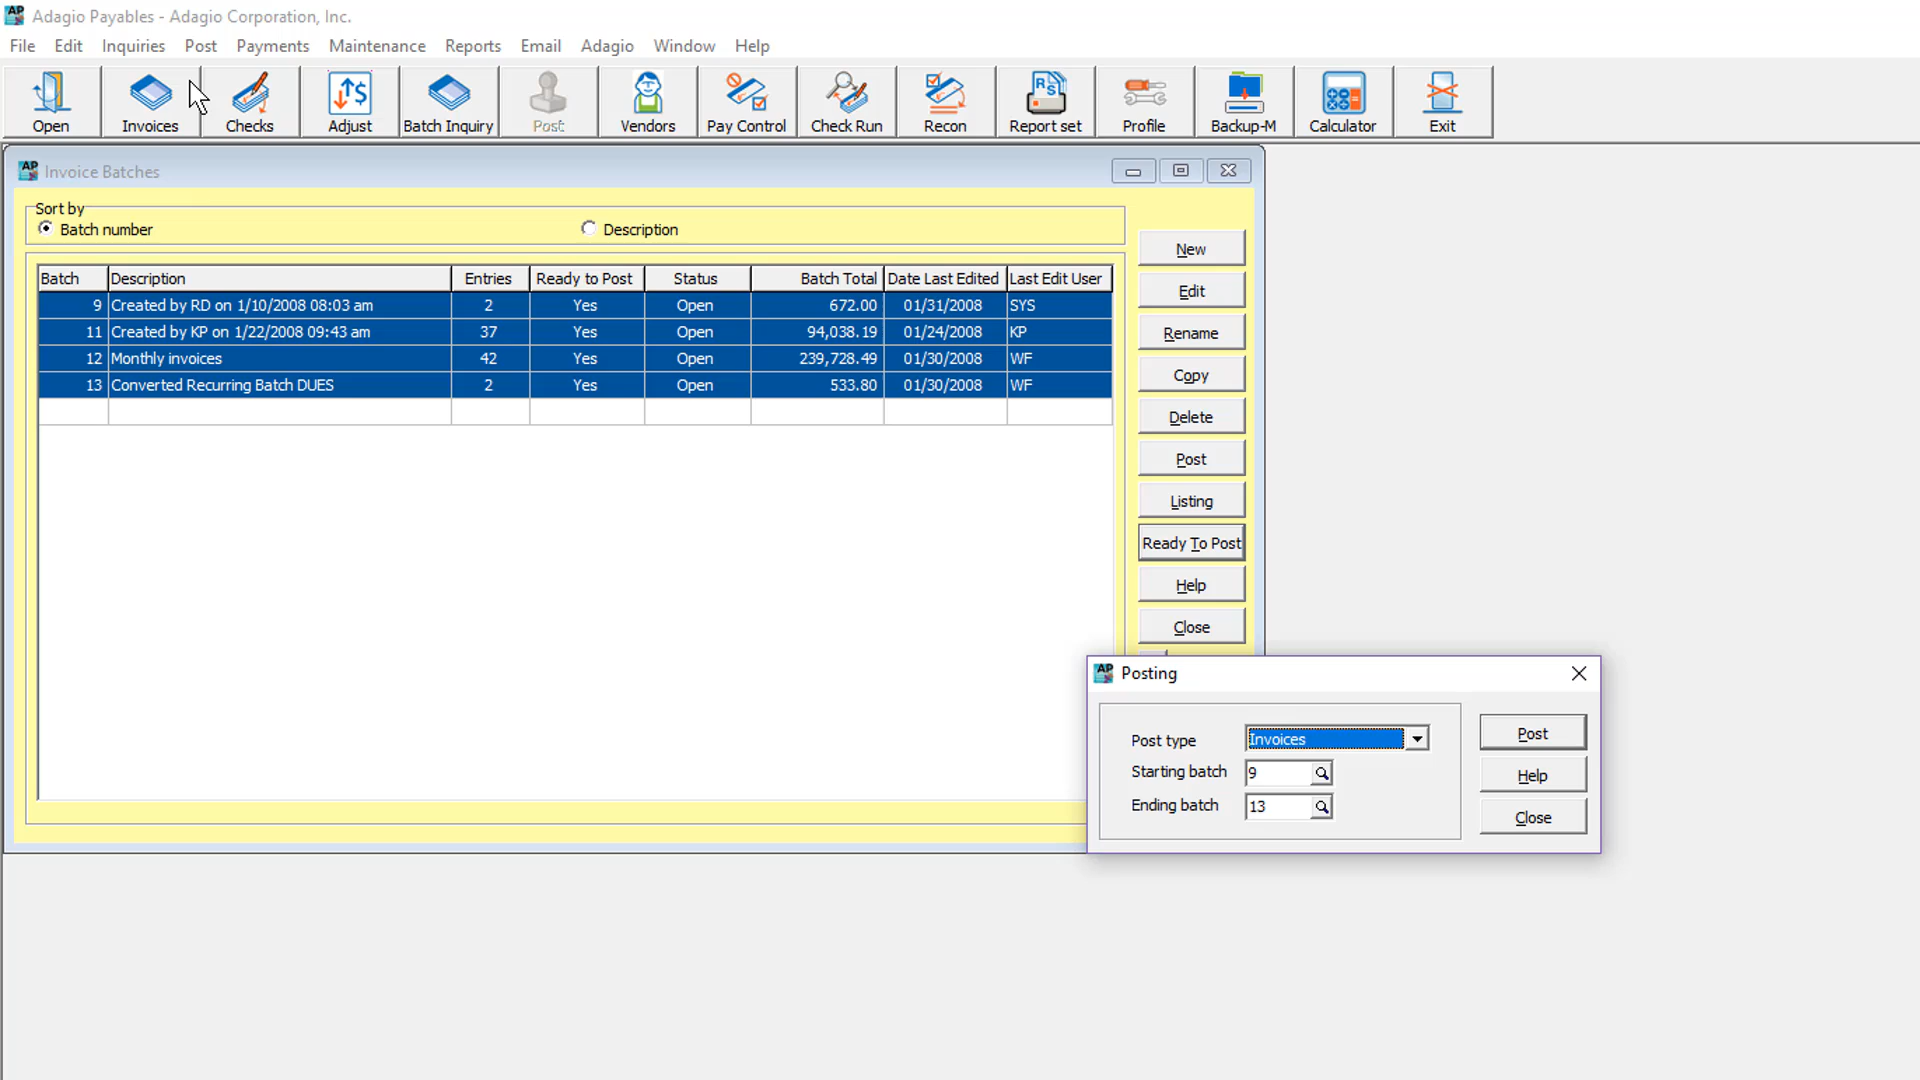 Adagio Payables - Adagio Corporation, Inc.
File Edit Inquiries Post Payments Maintenance Reports Email Adagio Window Help
Open Invoices Checks Adjust Batch Inquiry Post Vendors Pay Control Check Run Recon Report set Profile Backup-M Calculator Exit
Invoice Batches
Sort by
Batch number Description
Batch Description Entries Ready to Post Status Batch Total Date Last Edited Last Edit User
9 Created by RD on 1/10/2008 08:03 am 2 Yes Open 672.00 01/31/2008 SYS
11 Created by KP on 1/22/2008 09:43 am 37 Yes Open 94,038.19 01/24/2008 KP
12 Monthly invoices 42 Yes Open 239,728.49 01/30/2008 WF
13 Converted Recurring Batch DUES 2 Yes Open 533.80 01/30/2008 WF
New
Edit
Rename
Copy
Delete
Post
Listing
Ready To Post
Help
Close
Posting
Post type Invoices
Starting batch 9
Ending batch 13
Post
Help
Close